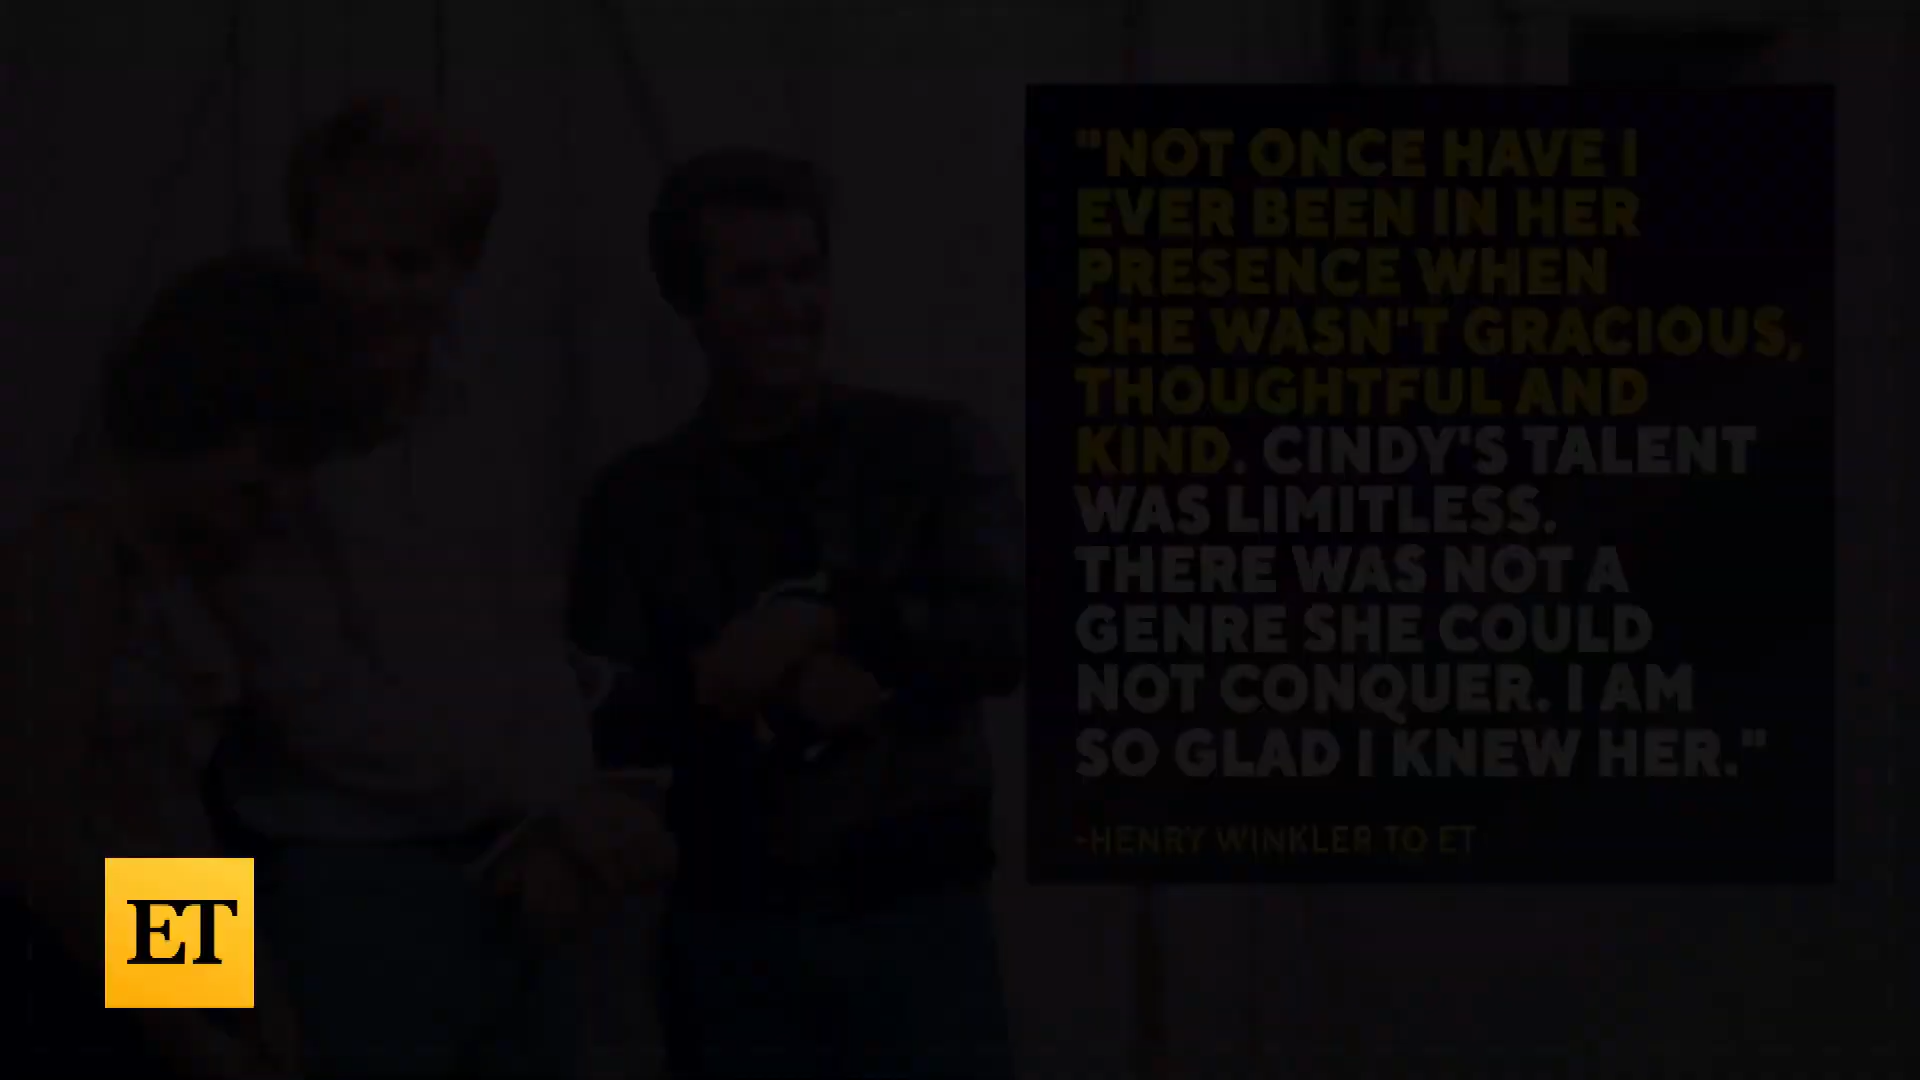 "NOT ONCE HAVE I
EVER BEEN IN HER
PRESENCE WHEN
SHE WASN'T GRACIOUS,
THOUGHTFUL AND
KIND. CINDY'S TALENT
WAS LIMITLESS.
THERE WAS NOT A
GENRE SHE COULD
NOT CONQUER. I AM
SO GLAD I KNEW HER."
-HENRY WINKLER TO ET
ET